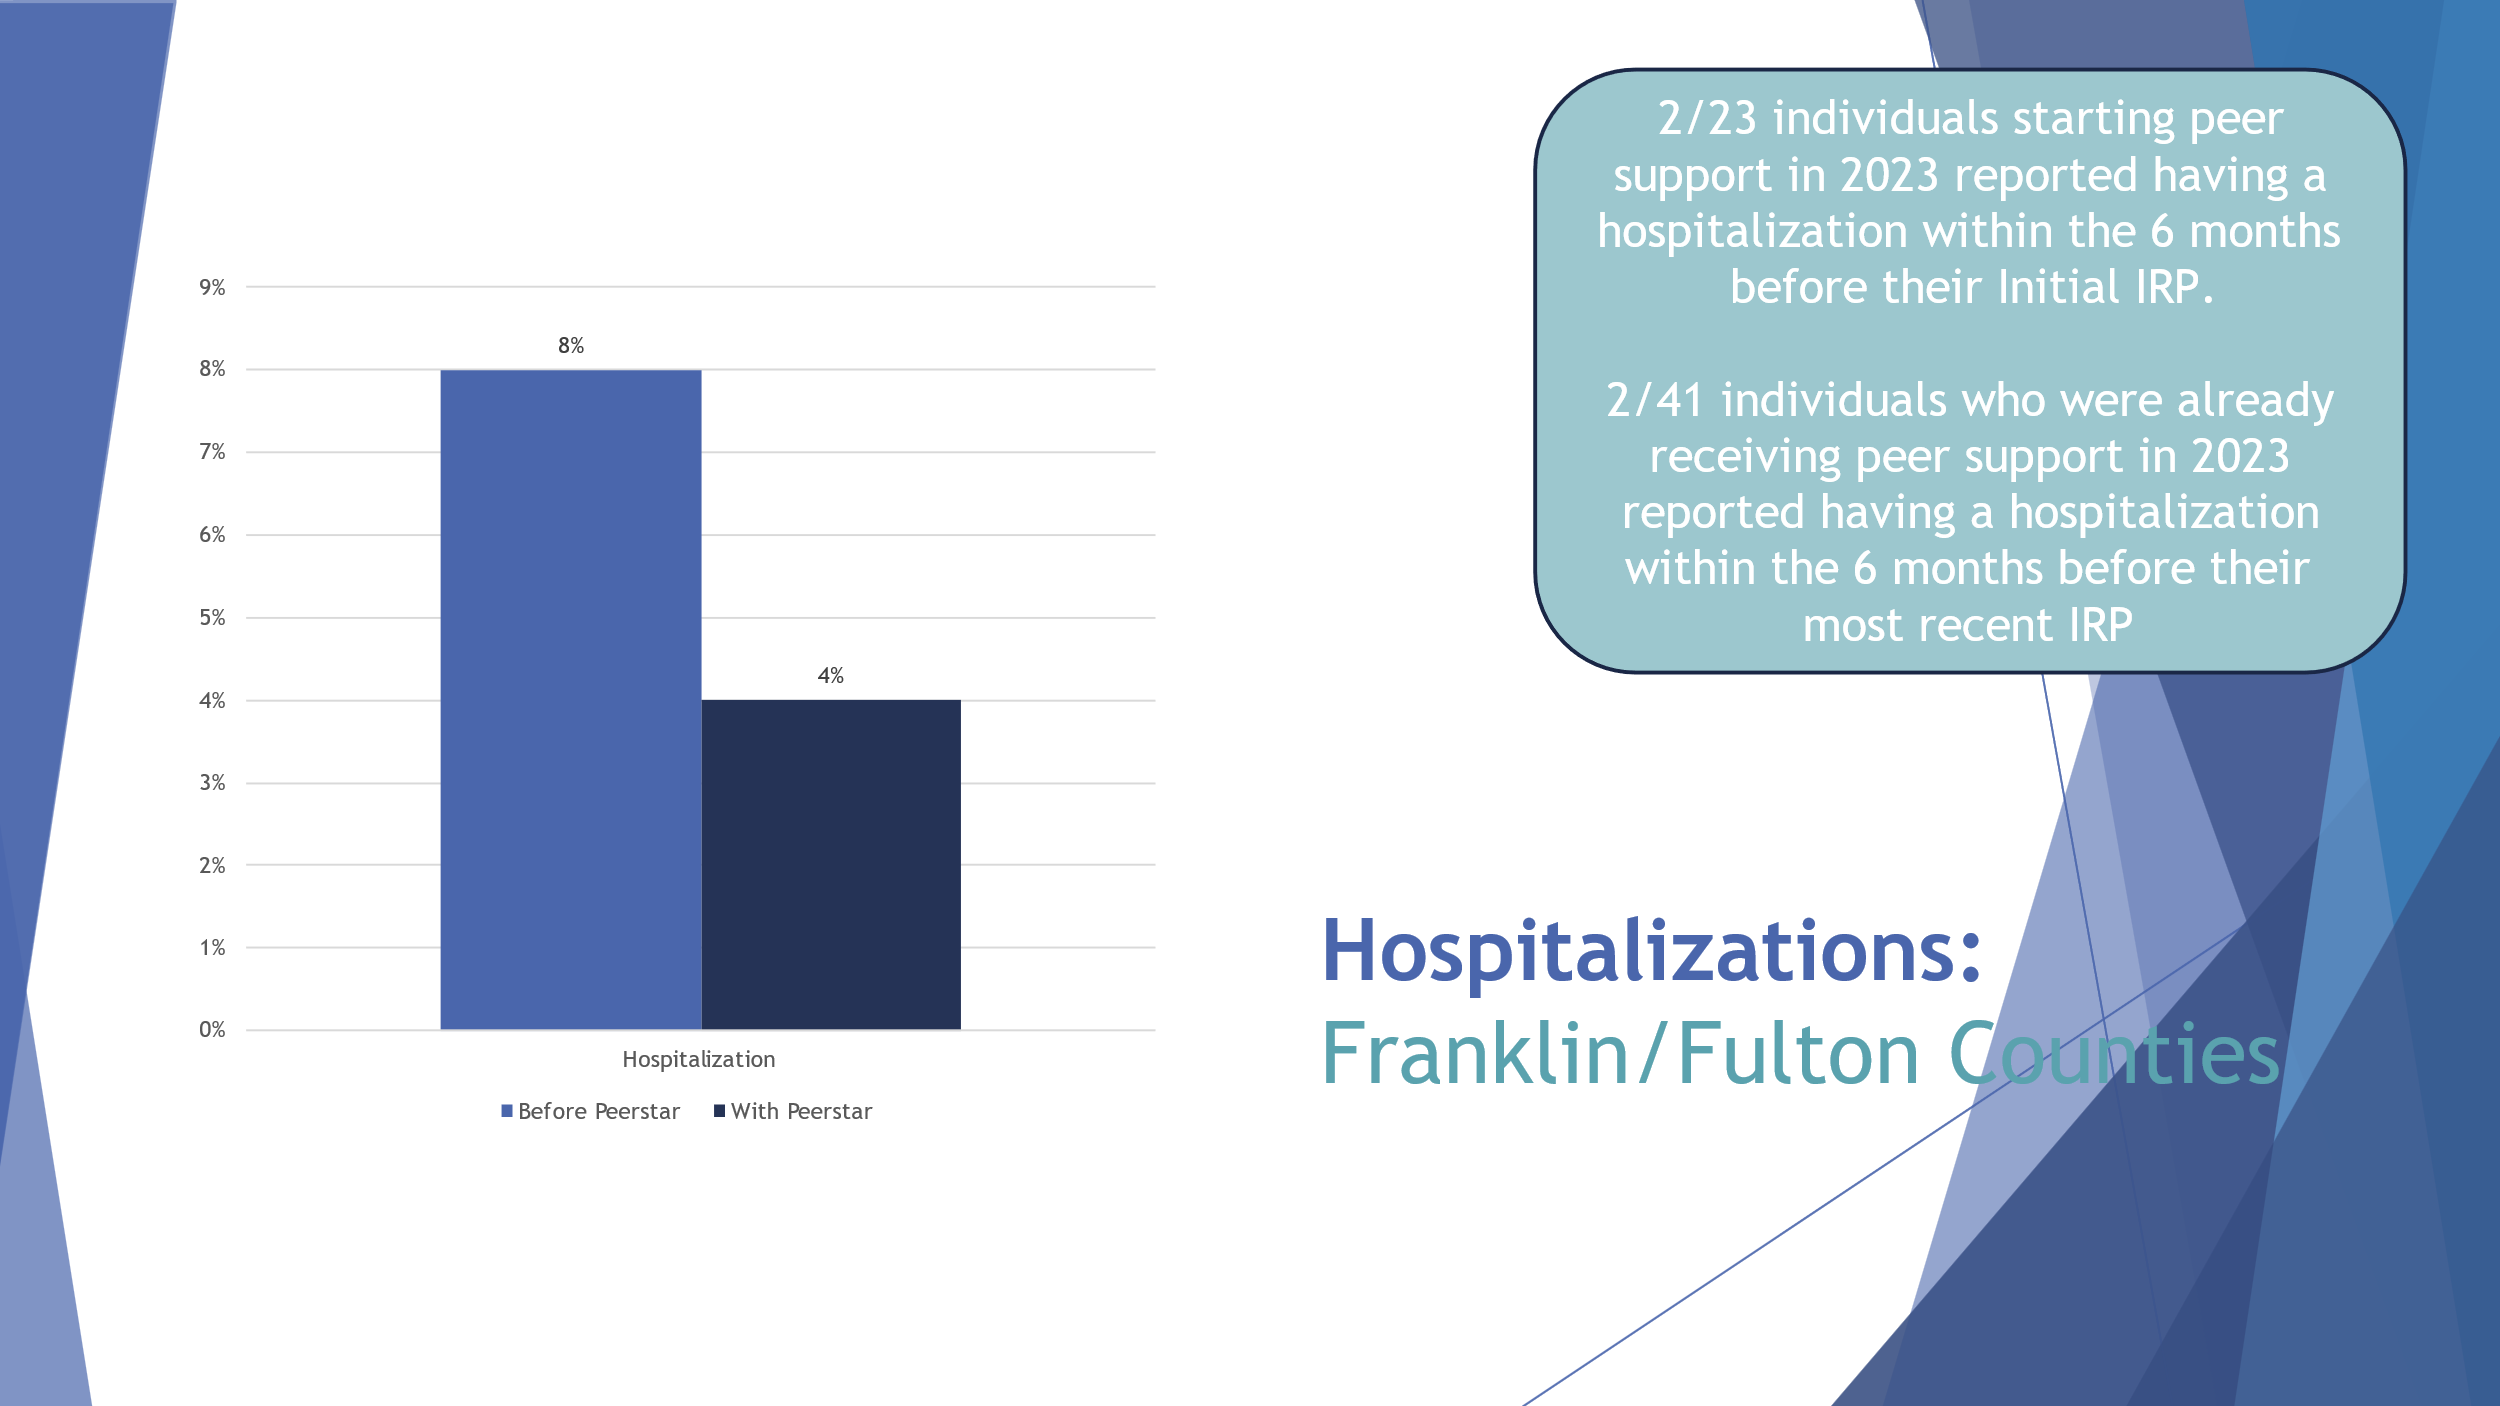 9%
8%
7%
6%
5%
4%
3%
2%
1%
0%
8%
4%
Hospitalization
Before Peerstar
With Peerstar
2/23 individuals starting peer
support in 2023 reported having a
hospitalization within the 6 months
before their Initial IRP.
2/41 individuals who were already
receiving peer support in 2023
reported having a hospitalization
within the 6 months before their
most recent IRP
Hospitalizations:
Franklin/Fulton Counties